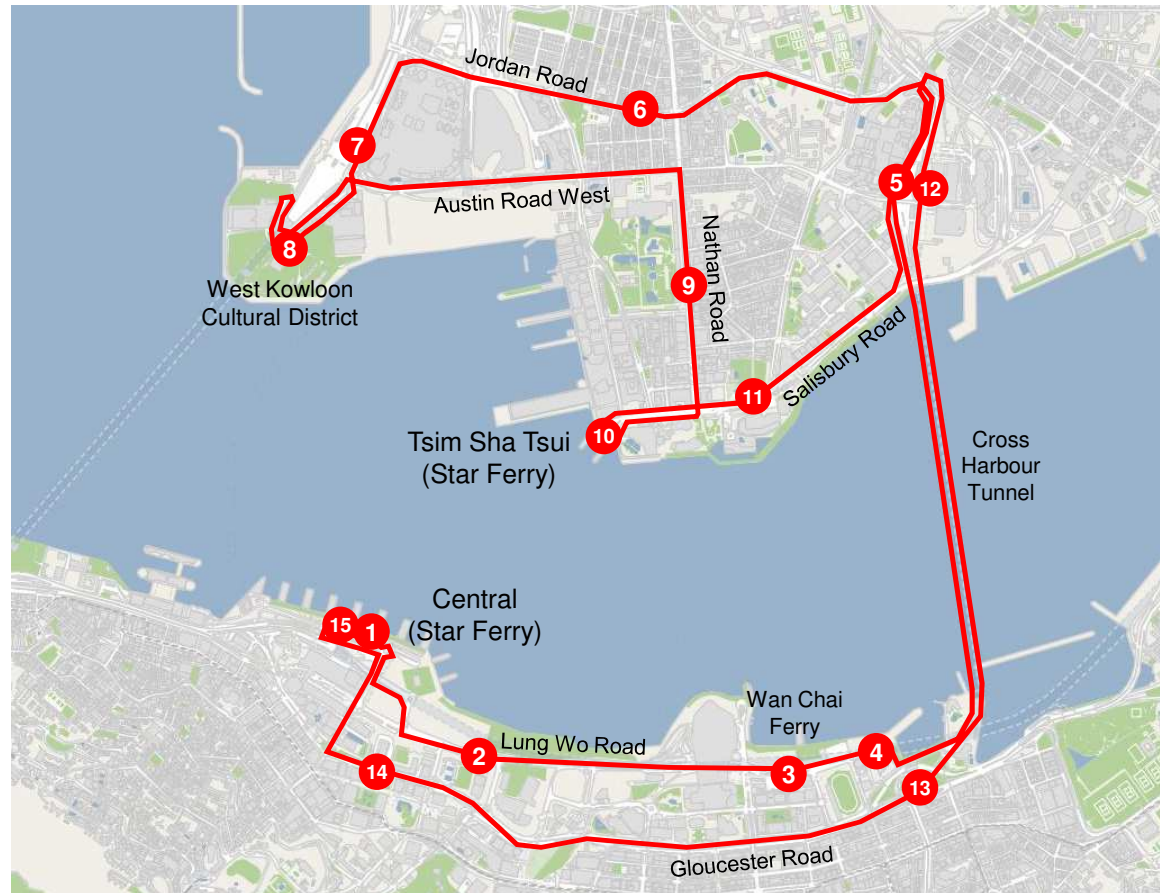 Jordan Road
6
7
5
12
Austin Road West
8
West Kowloon
Cultural District
Nathan Road
9
Salisbury Road
11
10
Tsim Sha Tsui
(Star Ferry)
Cross
Harbour
Tunnel
15
1
Central
(Star Ferry)
Wan Chai
Ferry
2
Lung Wo Road
3
4
14
13
Gloucester Road